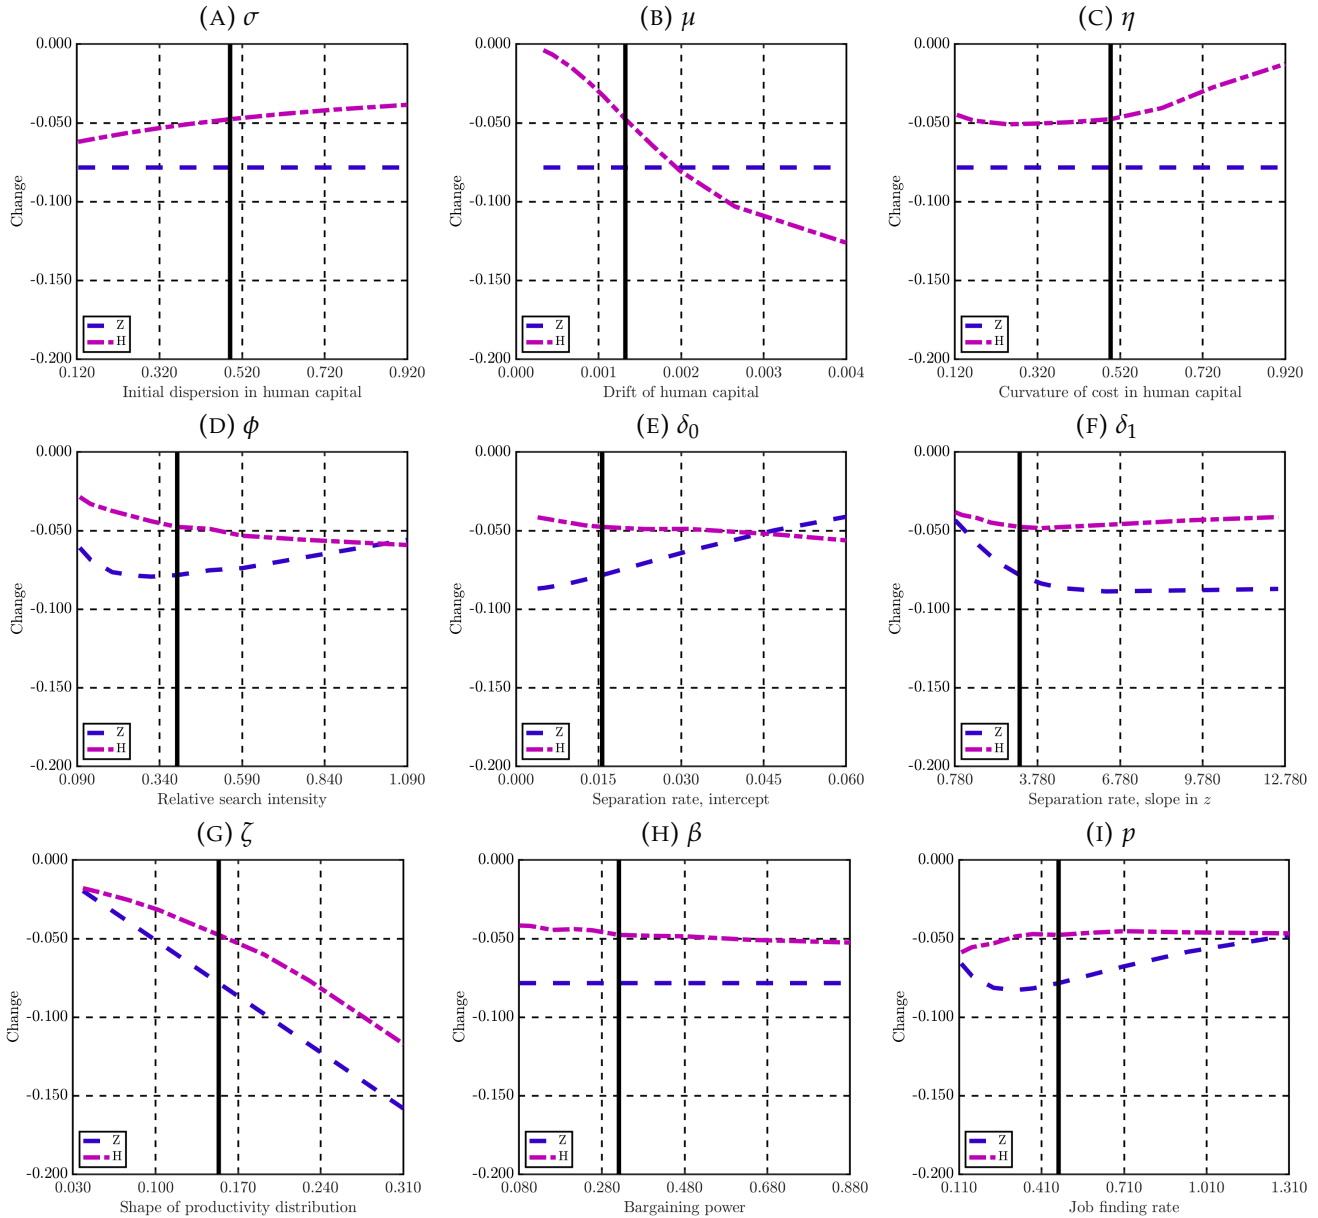 (A) σ
0.000
-0.050
-0.100
-0.150
-0.200
Change
Z
H
0.120 0.320 0.520 0.720 0.920
Initial dispersion in human capital
(B) μ
0.000
-0.050
-0.100
-0.150
-0.200
Change
Z
H
0.000 0.001 0.002 0.003 0.004
Drift of human capital
(C) η
0.000
-0.050
-0.100
-0.150
-0.200
Change
Z
H
0.120 0.320 0.520 0.720 0.920
Curvature of cost in human capital
(D) ϕ
0.000
-0.050
-0.100
-0.150
-0.200
Change
Z
H
0.090 0.340 0.590 0.840 1.090
Relative search intensity
(E) δ0
0.000
-0.050
-0.100
-0.150
-0.200
Change
Z
H
0.000 0.015 0.030 0.045 0.060
Separation rate, intercept
(F) δ1
0.000
-0.050
-0.100
-0.150
-0.200
Change
Z
H
0.780 3.780 6.780 9.780 12.780
Separation rate, slope in z
(G) ζ
0.000
-0.050
-0.100
-0.150
-0.200
Change
Z
H
0.030 0.100 0.170 0.240 0.310
Shape of productivity distribution
(H) β
0.000
-0.050
-0.100
-0.150
-0.200
Change
Z
H
0.080 0.280 0.480 0.680 0.880
Bargaining power
(I) p
0.000
-0.050
-0.100
-0.150
-0.200
Change
Z
H
0.110 0.410 0.710 1.010 1.310
Job finding rate